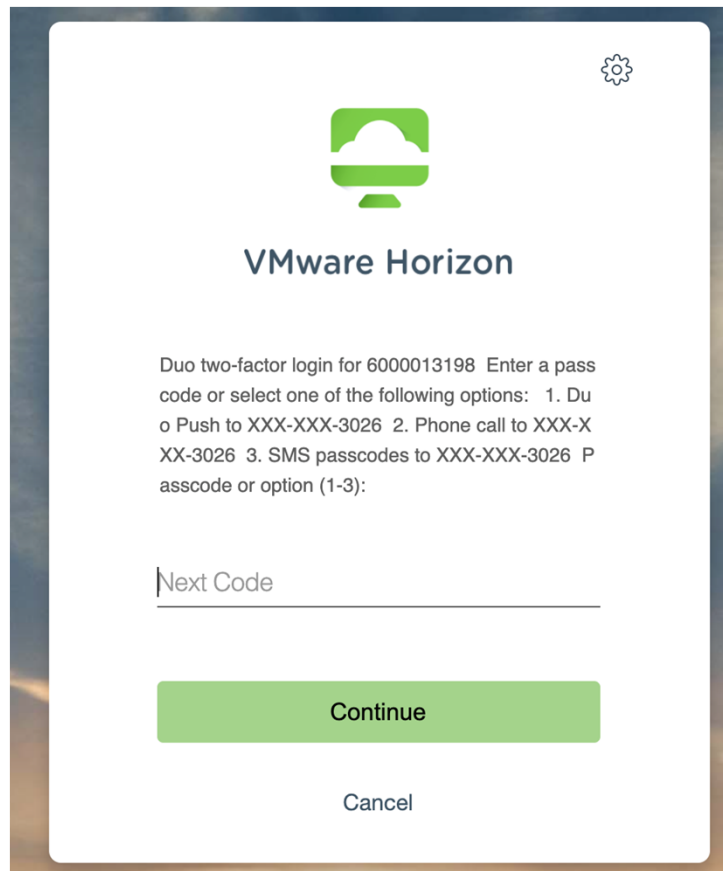 VMware Horizon
Duo two-factor login for 6000013198  Enter a pass
code or select one of the following options:   1. Du
o Push to XXX-XXX-3026  2. Phone call to XXX-X
XX-3026  3. SMS passcodes to XXX-XXX-3026  P
asscode or option (1-3):
Next Code
Continue
Cancel